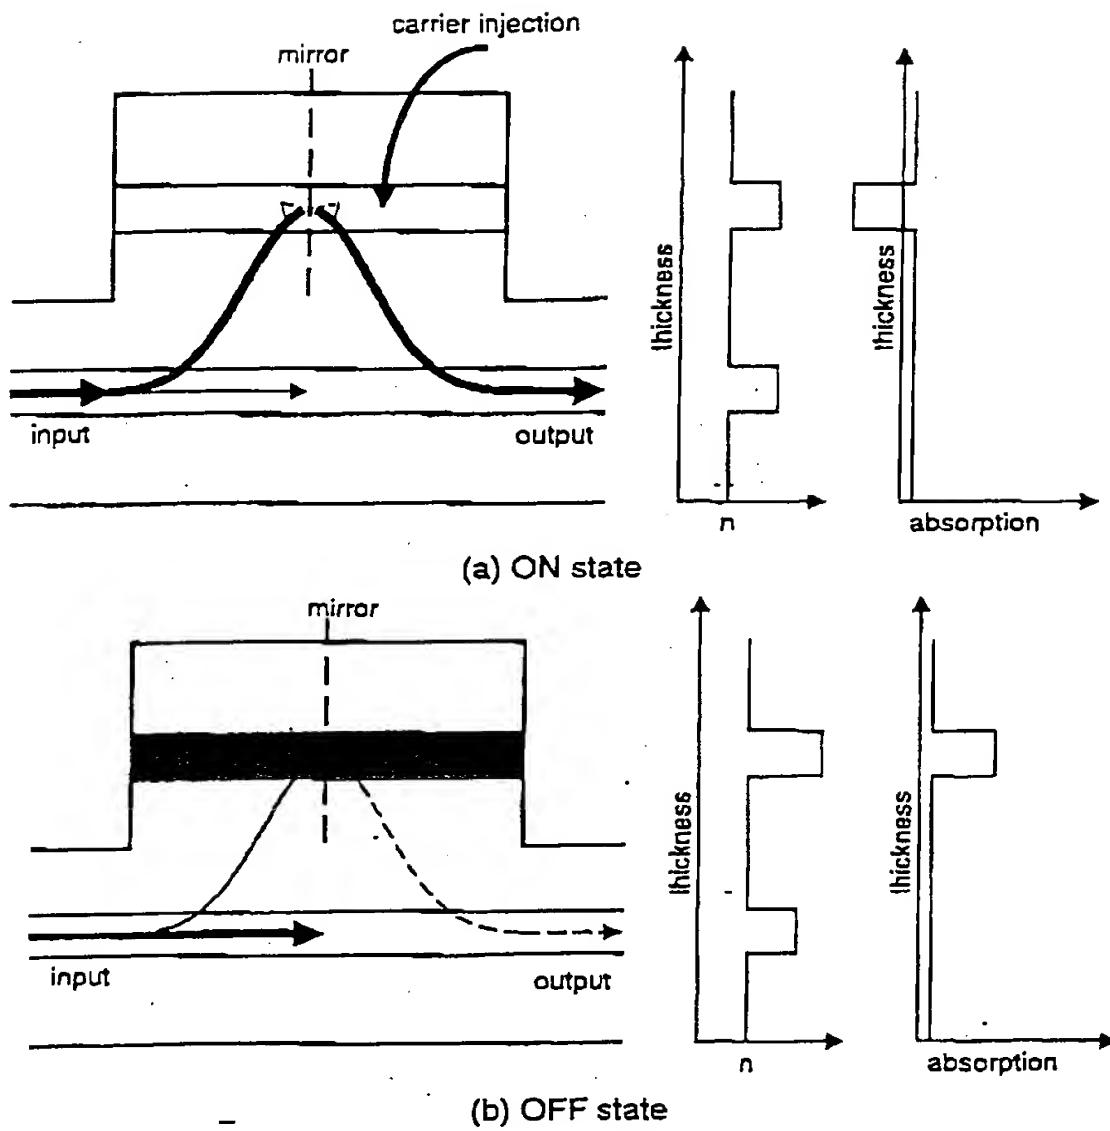 carrier injection
mirror
input
output
thickness
n
thickness
absorption
(a) ON state
mirror
input
output
thickness
n
thickness
absorption
(b) OFF state